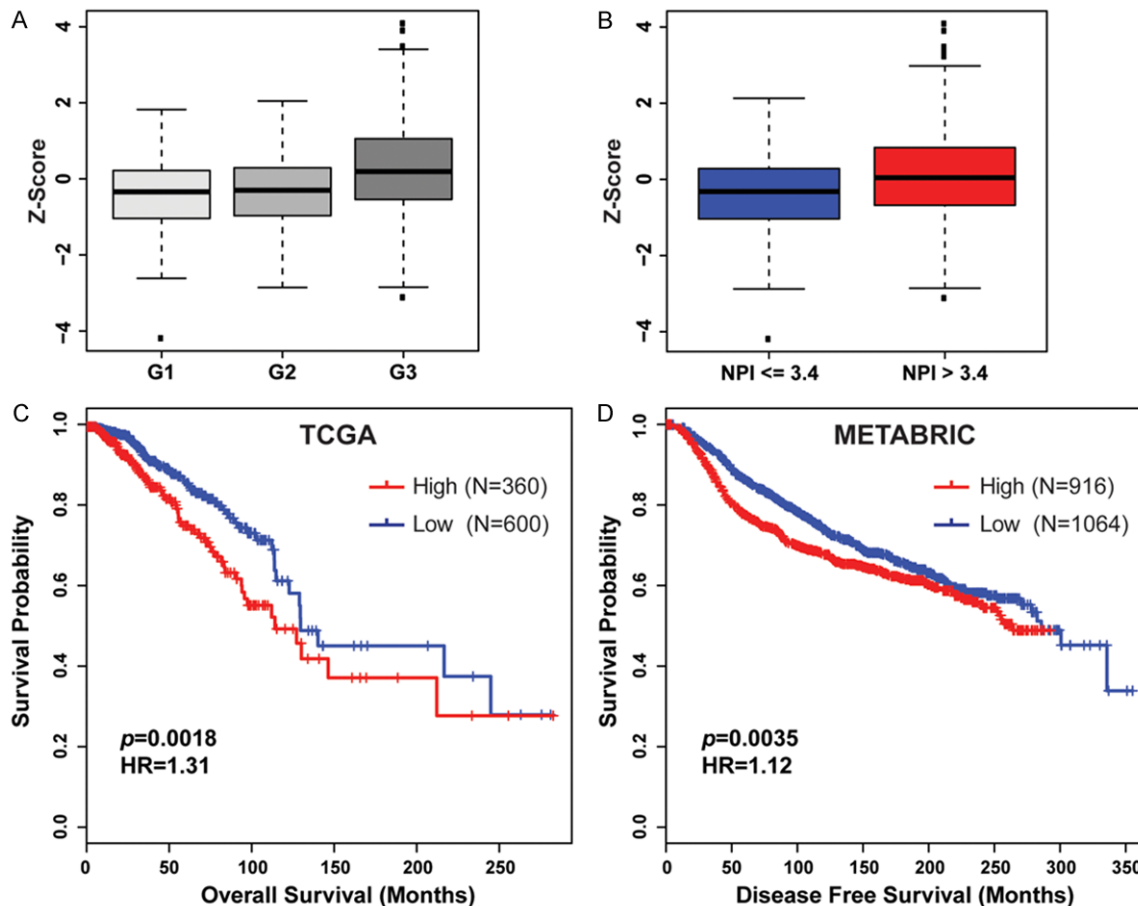 A
Z-Score
4
2
0
−2
−4
G1 G2 G3
B
Z-Score
4
2
0
−2
−4
NPI <= 3.4 NPI > 3.4
C
TCGA
High (N=360)
Low (N=600)
p=0.0018
HR=1.31
Survival Probability
1.0
0.8
0.6
0.4
0.2
0.0
0 50 100 150 200 250
Overall Survival (Months)
D
METABRIC
High (N=916)
Low (N=1064)
p=0.0035
HR=1.12
Survival Probability
1.0
0.8
0.6
0.4
0.2
0.0
0 50 100 150 200 250 300 350
Disease Free Survival (Months)